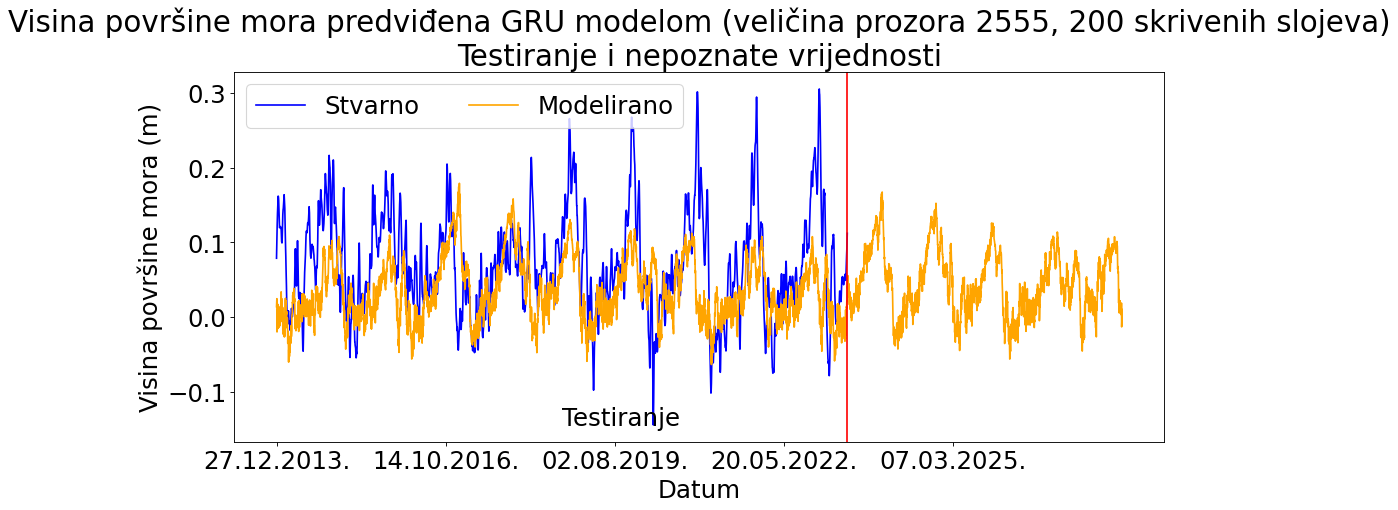 Visina površine mora predviđena GRU modelom (veličina prozora 2555, 200 skrivenih slojeva)
Testiranje i nepoznate vrijednosti
Stvarno Modelirano
Visina površine mora (m)
0.3
0.2
0.1
0.0
−0.1
Testiranje
27.12.2013. 14.10.2016. 02.08.2019. 20.05.2022. 07.03.2025.
Datum